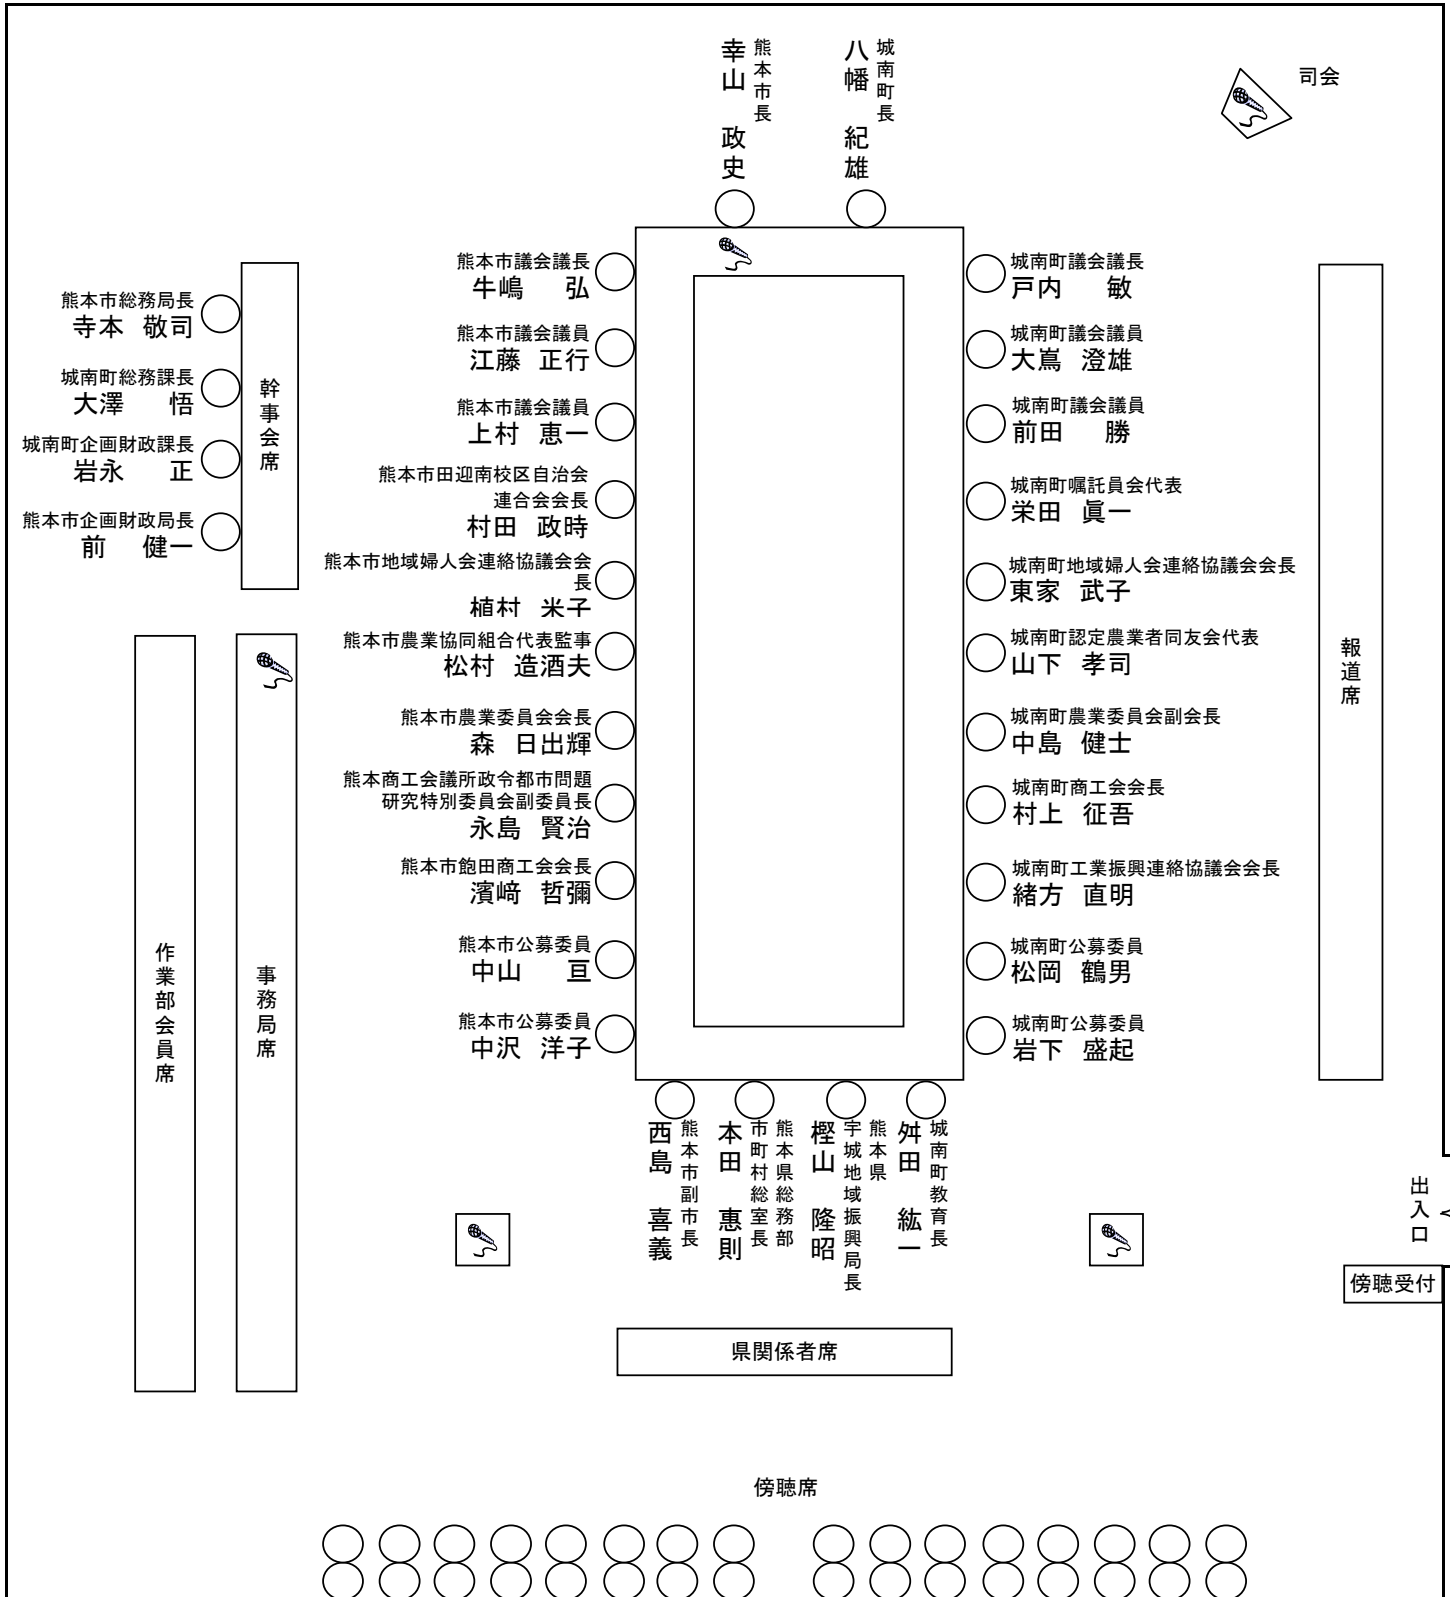 熊本市長
幸山 政史
城南町長
八幡 紀雄
司会
熊本市議会議長
牛嶋 弘
熊本市議会議員
江藤 正行
熊本市議会議員
上村 恵一
熊本市田迎南校区自治会
連合会会長
村田 政時
熊本市地域婦人会連絡協議会会
長
植村 米子
熊本市農業協同組合代表監事
松村 造酒夫
熊本市農業委員会会長
森 日出輝
熊本商工会議所政令都市問題
研究特別委員会副委員長
永島 賢治
熊本市飽田商工会会長
濱﨑 哲彌
熊本市公募委員
中山 亘
熊本市公募委員
中沢 洋子
城南町議会議長
戸内 敏
城南町議会議員
大嶌 澄雄
城南町議会議員
前田 勝
城南町嘱託員会代表
栄田 眞一
城南町地域婦人会連絡協議会会長
東家 武子
城南町認定農業者同友会代表
山下 孝司
城南町農業委員会副会長
中島 健士
城南町商工会会長
村上 征吾
城南町工業振興連絡協議会会長
緒方 直明
城南町公募委員
松岡 鶴男
城南町公募委員
岩下 盛起
熊本市総務局長
寺本 敬司
城南町総務課長
大澤 悟
城南町企画財政課長
岩永 正
熊本市企画財政局長
前 健一
幹事会席
作業部会員席
事務局席
報道席
熊本市副市長
西島 喜義
熊本県総務部
市町村総室長
本田 惠則
熊本県
宇城地域振興局長
樫山 隆昭
城南町教育長
舛田 紘一
出入口
傍聴受付
県関係者席
傍聴席